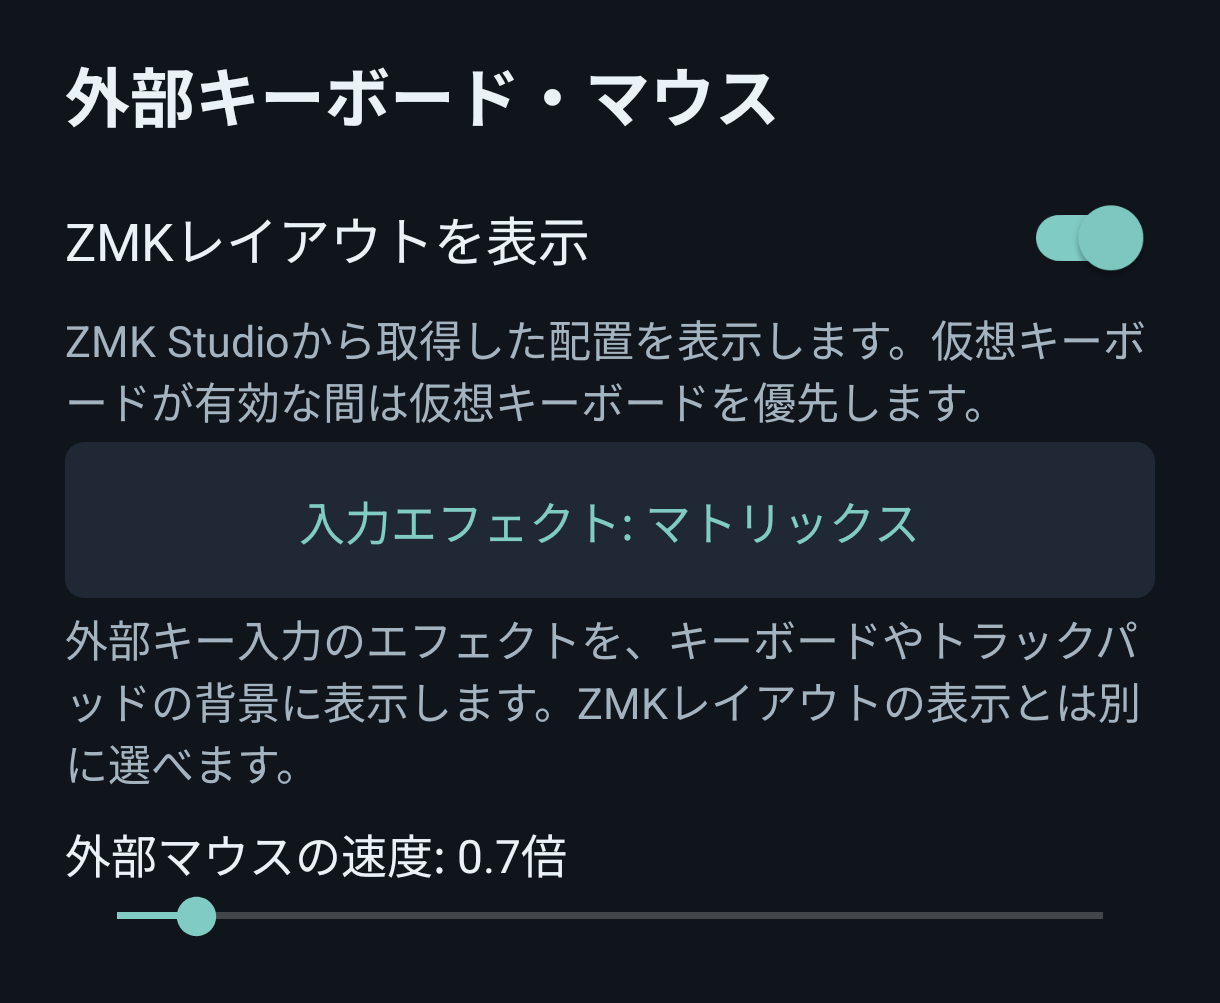 外部キーボード・マウス
ZMKレイアウトを表示
ZMK Studioから取得した配置を表示します。仮想キーボ
ードが有効な間は仮想キーボードを優先します。
入力エフェクト: マトリックス
外部キー入力のエフェクトを、キーボードやトラックパ
ッドの背景に表示します。ZMKレイアウトの表示とは別
に選べます。
外部マウスの速度: 0.7倍